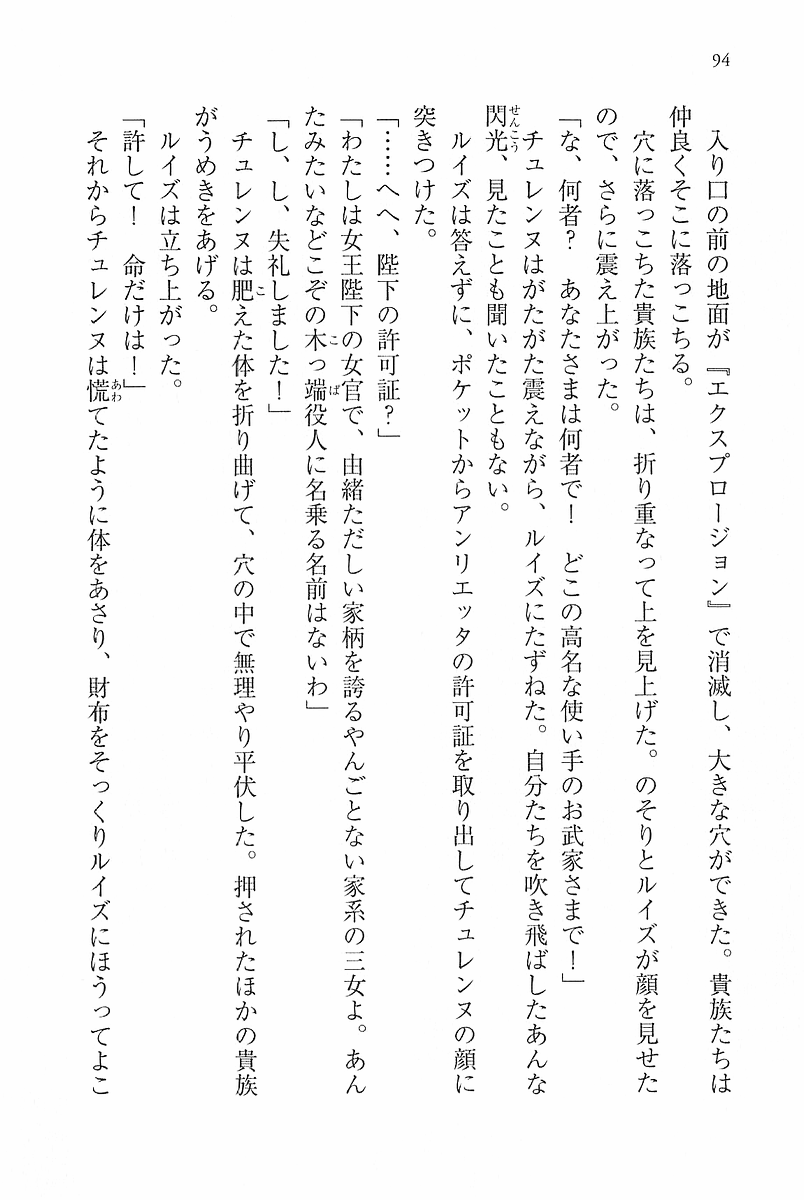 94
入り口の前の地面が『エクスプロージョン』で消滅し、大きな穴ができた。貴族たちは
仲良くそこに落っこちる。
穴に落っこちた貴族たちは、折り重なって上を見上げた。のそりとルイズが顔を見せた
ので、さらに震え上がった。
「な、何者？　あなたさまは何者で！　どこの高名な使い手のお武家さまで！」
チュレンヌはがたがた震えながら、ルイズにたずねた。自分たちを吹き飛ばしたあんな
閃光、見たことも聞いたこともない。
ルイズは答えずに、ポケットからアンリエッタの許可証を取り出してチュレンヌの顔に
突きつけた。
「……へへ、陛下の許可証？」
「わたしは女王陛下の女官で、由緒ただしい家柄を誇るやんごとない家系の三女よ。あん
たみたいなどこぞの木っ端役人に名乗る名前はないわ」
「し、し、失礼しました！」
チュレンヌは肥えた体を折り曲げて、穴の中で無理やり平伏した。押されたほかの貴族
がうめきをあげる。
ルイズは立ち上がった。
「許して！　命だけは！」
それからチュレンヌは慌てたように体をあさり、財布をそっくりルイズにほうってよこ